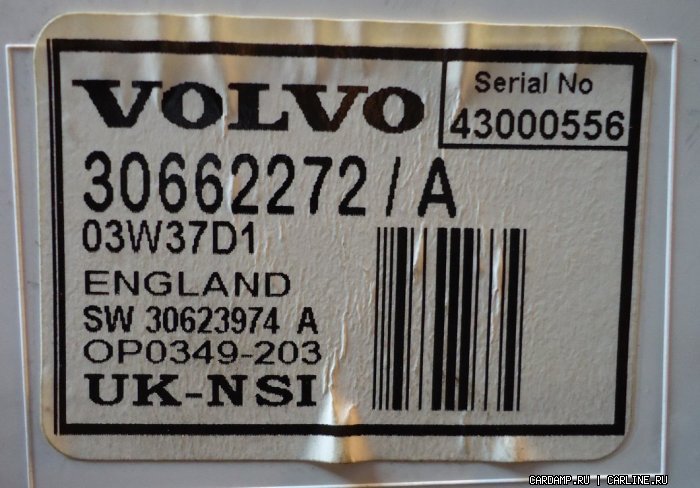 VOLVO
Serial No
43000556
30662272/A
03W37D1
ENGLAND
SW 30623974 A
OP0349-203
UK-NSI
CARDAMP.RU | CARLINE.RU